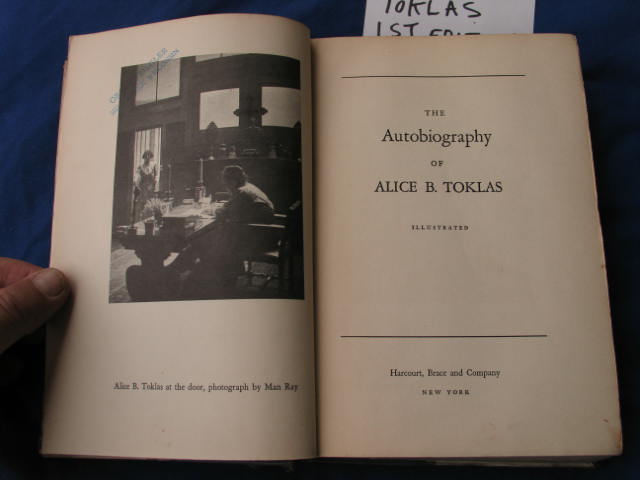 TOKLAS
1ST
Alice B. Toklas at the door, photograph by Man Ray
THE
Autobiography
OF
ALICE B. TOKLAS
ILLUSTRATED
Harcourt, Brace and Company
NEW YORK